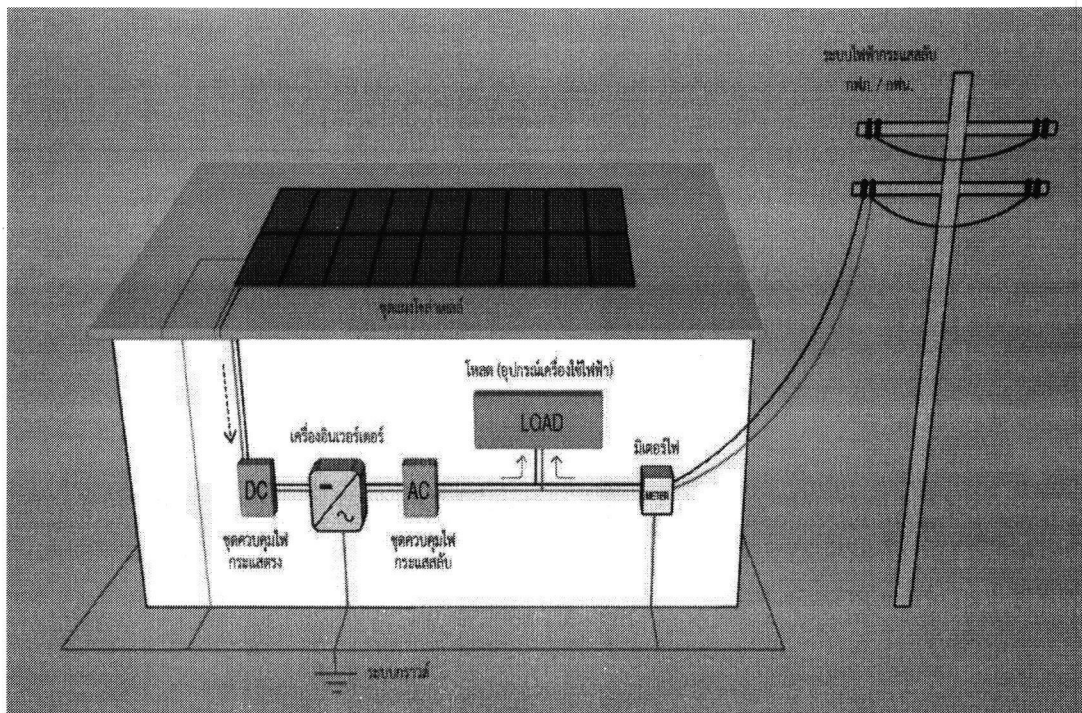 ระบบไฟฟ้ากระแสสลับ
กฟภ. / กฟน.
ชุดแผงโซล่าเซลล์
โหลด (อุปกรณ์เครื่องใช้ไฟฟ้า)
LOAD
เครื่องอินเวอร์เตอร์
มิเตอร์ไฟ
DC
AC
METER
ชุดควบคุมไฟ
กระแสตรง
ชุดควบคุมไฟ
กระแสสลับ
ระบบกราวด์